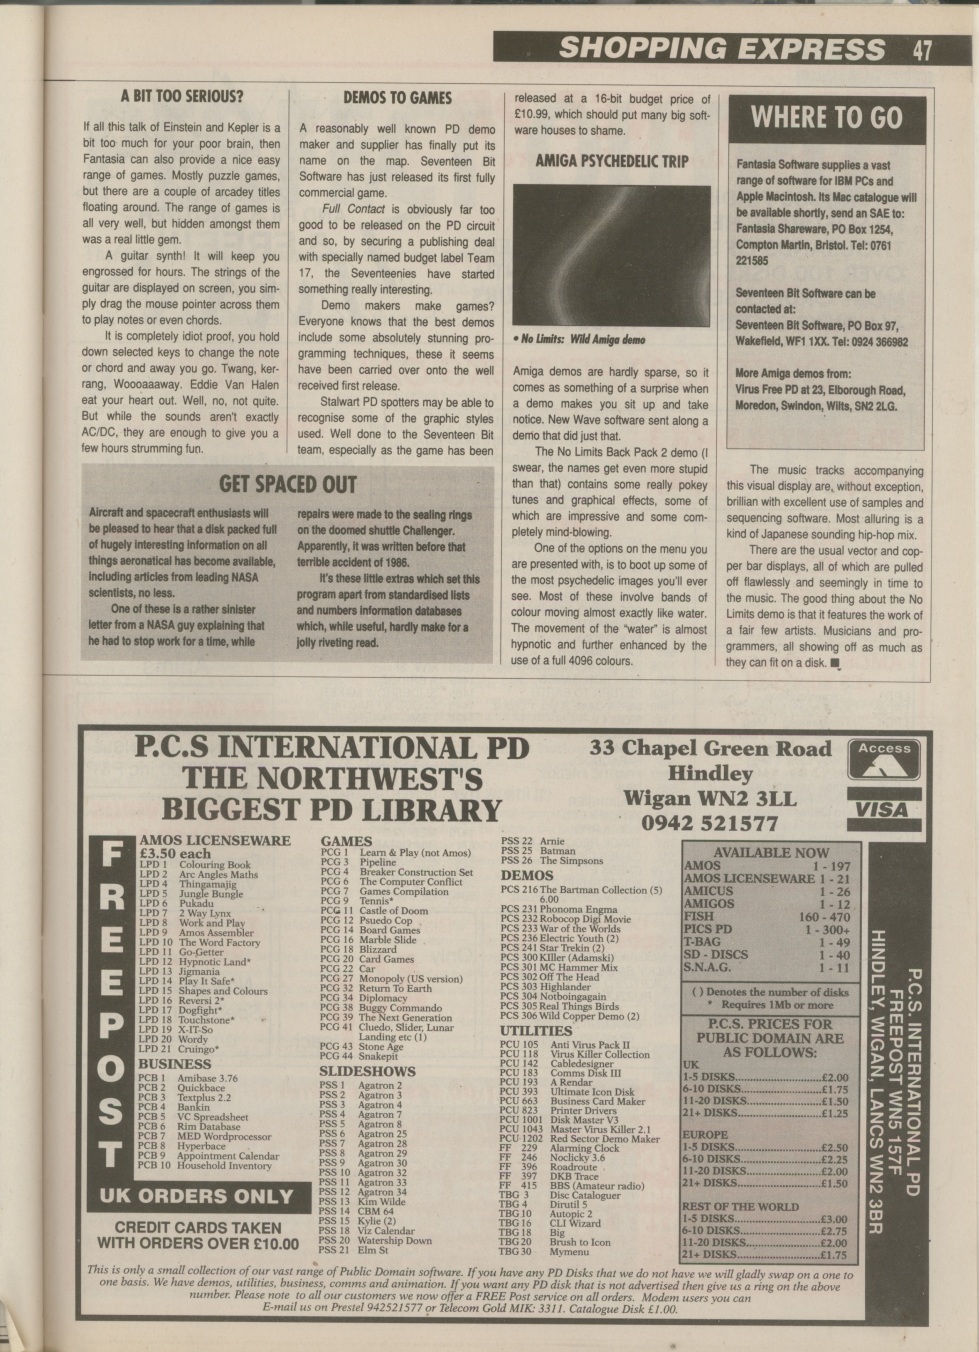 SHOPPING EXPRESS 47
A BIT TOO SERIOUS?
If all this talk of Einstein and Kepler is a
bit too much for your poor brain, then
Fantasia can also provide a nice easy
range of games. Mostly puzzle games,
but there are a couple of arcadey titles
floating around. The range of games is
all very well, but hidden amongst them
was a real little gem.
A guitar synth! It will keep you
engrossed for hours. The strings of the
guitar are displayed on screen, you sim-
ply drag the mouse pointer across them
to play notes or even chords.
It is completely idiot proof, you hold
down selected keys to change the note
or chord and away you go. Twang, ker-
rang, Woooaaaway. Eddie Van Halen
eat your heart out. Well, no, not quite.
But while the sounds aren't exactly
AC/DC, they are enough to give you a
few hours strumming fun.
DEMOS TO GAMES
A reasonably well known PD demo
maker and supplier has finally put its
name on the map. Seventeen Bit
Software has just released its first fully
commercial game.
Full Contact is obviously far too
good to be released on the PD circuit
and so, by securing a publishing deal
with specially named budget label Team
17, the Seventeenies have started
something really interesting.
Demo makers make games?
Everyone knows that the best demos
include some absolutely stunning pro-
gramming techniques, these it seems
have been carried over onto the well
received first release.
Stalwart PD spotters may be able to
recognise some of the graphic styles
used. Well done to the Seventeen Bit
team, especially as the game has been
released at a 16-bit budget price of
£10.99, which should put many big soft-
ware houses to shame.
AMIGA PSYCHEDELIC TRIP
• No Limits: Wild Amiga demo
Amiga demos are hardly sparse, so it
comes as something of a surprise when
a demo makes you sit up and take
notice. New Wave software sent along a
demo that did just that.
The No Limits Back Pack 2 demo (I
swear, the names get even more stupid
than that) contains some really pokey
tunes and graphical effects, some of
which are impressive and some com-
pletely mind-blowing.
One of the options on the menu you
are presented with, is to boot up some of
the most psychedelic images you'll ever
see. Most of these involve bands of
colour moving almost exactly like water.
The movement of the "water" is almost
hypnotic and further enhanced by the
use of a full 4096 colours.
WHERE TO GO
Fantasia Software supplies a vast
range of software for IBM PCs and
Apple Macintosh. Its Mac catalogue will
be available shortly, send an SAE to:
Fantasia Shareware, PO Box 1254,
Compton Martin, Bristol. Tel: 0761
221585
Seventeen Bit Software can be
contacted at:
Seventeen Bit Software, PO Box 97,
Wakefield, WF1 1XX. Tel: 0924 366982
More Amiga demos from:
Virus Free PD at 23, Elborough Road,
Moredon, Swindon, Wilts, SN2 2LG.
The music tracks accompanying
this visual display are, without exception,
brillian with excellent use of samples and
sequencing software. Most alluring is a
kind of Japanese sounding hip-hop mix.
There are the usual vector and cop-
per bar displays, all of which are pulled
off flawlessly and seemingly in time to
the music. The good thing about the No
Limits demo is that it features the work of
a fair few artists. Musicians and pro-
grammers, all showing off as much as
they can fit on a disk. ■
GET SPACED OUT
Aircraft and spacecraft enthusiasts will
be pleased to hear that a disk packed full
of hugely interesting information on all
things aeronatical has become available,
including articles from leading NASA
scientists, no less.
One of these is a rather sinister
letter from a NASA guy explaining that
he had to stop work for a time, while
repairs were made to the sealing rings
on the doomed shuttle Challenger.
Apparently, it was written before that
terrible accident of 1986.
It's these little extras which set this
program apart from standardised lists
and numbers information databases
which, while useful, hardly make for a
jolly riveting read.
P.C.S INTERNATIONAL PD
THE NORTHWEST'S
BIGGEST PD LIBRARY
33 Chapel Green Road
Hindley
Wigan WN2 3LL
0942 521577
Access
VISA
FREEPOST
AMOS LICENSEWARE
£3.50 each
LPD 1 Colouring Book
LPD 2 Arc Angles Maths
LPD 4 Thingamajig
LPD 5 Jungle Bungle
LPD 6 Pukadu
LPD 7 2 Way Lynx
LPD 8 Work and Play
LPD 9 Amos Assembler
LPD 10 The Word Factory
LPD 11 Go-Getter
LPD 12 Hypnotic Land*
LPD 13 Jigmania
LPD 14 Play It Safe*
LPD 15 Shapes and Colours
LPD 16 Reversi 2*
LPD 17 Dogfight*
LPD 18 Touchstone*
LPD 19 X-IT-So
LPD 20 Wordy
LPD 21 Cruingo*
BUSINESS
PCB 1 Amibase 3.76
PCB 2 Quickbace
PCB 3 Textplus 2.2
PCB 4 Bankin
PCB 5 VC Spreadsheet
PCB 6 Rim Database
PCB 7 MED Wordprocessor
PCB 8 Hyperbace
PCB 9 Appointment Calendar
PCB 10 Household Inventory
UK ORDERS ONLY
CREDIT CARDS TAKEN
WITH ORDERS OVER £10.00
GAMES
PCG 1 Learn & Play (not Amos)
PCG 3 Pipeline
PCG 4 Breaker Construction Set
PCG 6 The Computer Conflict
PCG 7 Games Compilation
PCG 9 Tennis*
PCG 11 Castle of Doom
PCG 12 Psuedo Cop
PCG 14 Board Games
PCG 16 Marble Slide
PCG 18 Blizzard
PCG 20 Card Games
PCG 22 Car
PCG 27 Monopoly (US version)
PCG 32 Return To Earth
PCG 34 Diplomacy
PCG 38 Buggy Commando
PCG 39 The Next Generation
PCG 41 Cluedo, Slider, Lunar
Landing etc (1)
PCG 43 Stone Age
PCG 44 Snakepit
SLIDESHOWS
PSS 1 Agatron 2
PSS 2 Agatron 3
PSS 3 Agatron 4
PSS 4 Agatron 7
PSS 5 Agatron 8
PSS 6 Agatron 25
PSS 7 Agatron 28
PSS 8 Agatron 29
PSS 9 Agatron 30
PSS 10 Agatron 32
PSS 11 Agatron 33
PSS 12 Agatron 34
PSS 13 Kim Wilde
PSS 14 CBM 64
PSS 15 Kylie (2)
PSS 18 Viz Calendar
PSS 20 Watership Down
PSS 21 Elm St
PSS 22 Arnie
PSS 25 Batman
PSS 26 The Simpsons
DEMOS
PCS 216 The Bartman Collection (5)
6.00
PCS 231 Phonoma Engma
PCS 232 Robocop Digi Movie
PCS 233 War of the Worlds
PCS 236 Electric Youth (2)
PCS 241 Star Trekin (2)
PCS 300 KIller (Adamski)
PCS 301 MC Hammer Mix
PCS 302 Off The Head
PCS 303 Highlander
PCS 304 Notboingagain
PCS 305 Real Things Birds
PCS 306 Wild Copper Demo (2)
UTILITIES
PCU 105 Anti Virus Pack II
PCU 118 Virus Killer Collection
PCU 142 Cabledesigner
PCU 183 Comms Disk III
PCU 193 A Rendar
PCU 393 Ultimate Icon Disk
PCU 663 Business Card Maker
PCU 823 Printer Drivers
PCU 1001 Disk Master V3
PCU 1043 Master Virus Killer 2.1
PCU 1202 Red Sector Demo Maker
FF 229 Alarming Clock
FF 246 Noclicky 3.6
FF 396 Roadroute
FF 397 DKB Trace
FF 415 BBS (Amateur radio)
TBG 3 Disc Cataloguer
TBG 4 Dirutil 5
TBG 10 Autopic 2
TBG 16 CLI Wizard
TBG 18 Big
TBG 20 Brush to Icon
TBG 30 Mymenu
AVAILABLE NOW
AMOS 1 - 197
AMOS LICENSEWARE 1 - 21
AMICUS 1 - 26
AMIGOS 1 - 12
FISH 160 - 470
PICS PD 1 - 300+
T-BAG 1 - 49
SD - DISCS 1 - 40
S.N.A.G. 1 - 11
( ) Denotes the number of disks
* Requires 1Mb or more
P.C.S. PRICES FOR
PUBLIC DOMAIN ARE
AS FOLLOWS:
UK
1-5 DISKS...........................£2.00
6-10 DISKS.........................£1.75
11-20 DISKS.......................£1.50
21+ DISKS..........................£1.25
EUROPE
1-5 DISKS...........................£2.50
6-10 DISKS.........................£2.25
11-20 DISKS.......................£2.00
21+ DISKS..........................£1.50
REST OF THE WORLD
1-5 DISKS...........................£3.00
6-10 DISKS.........................£2.75
11-20 DISKS.......................£2.00
21+ DISKS..........................£1.75
P.C.S. INTERNATIONAL PD
FREEPOST WN5 157F
HINDLEY, WIGAN, LANCS WN2 3BR
This is only a small collection of our vast range of Public Domain software. If you have any PD Disks that we do not have we will gladly swap on a one to
one basis. We have demos, utilities, business, comms and animation. If you want any PD disk that is not advertised then give us a ring on the above
number. Please note to all our customers we now offer a FREE Post service on all orders. Modem users you can
E-mail us on Prestel 942521577 or Telecom Gold MIK: 3311. Catalogue Disk £1.00.